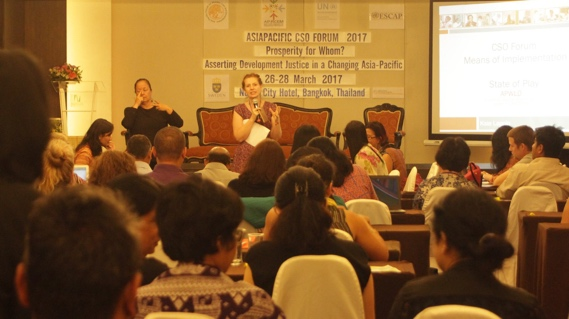 ESCAP
ASIAPACIFIC CSO FORUM 2017
Prosperity for Whom?
Asserting Development Justice in a Changing Asia-Pacific
26-28 March 2017
City Hotel, Bangkok, Thailand
CSO Forum
Means of Implementation
State of Play